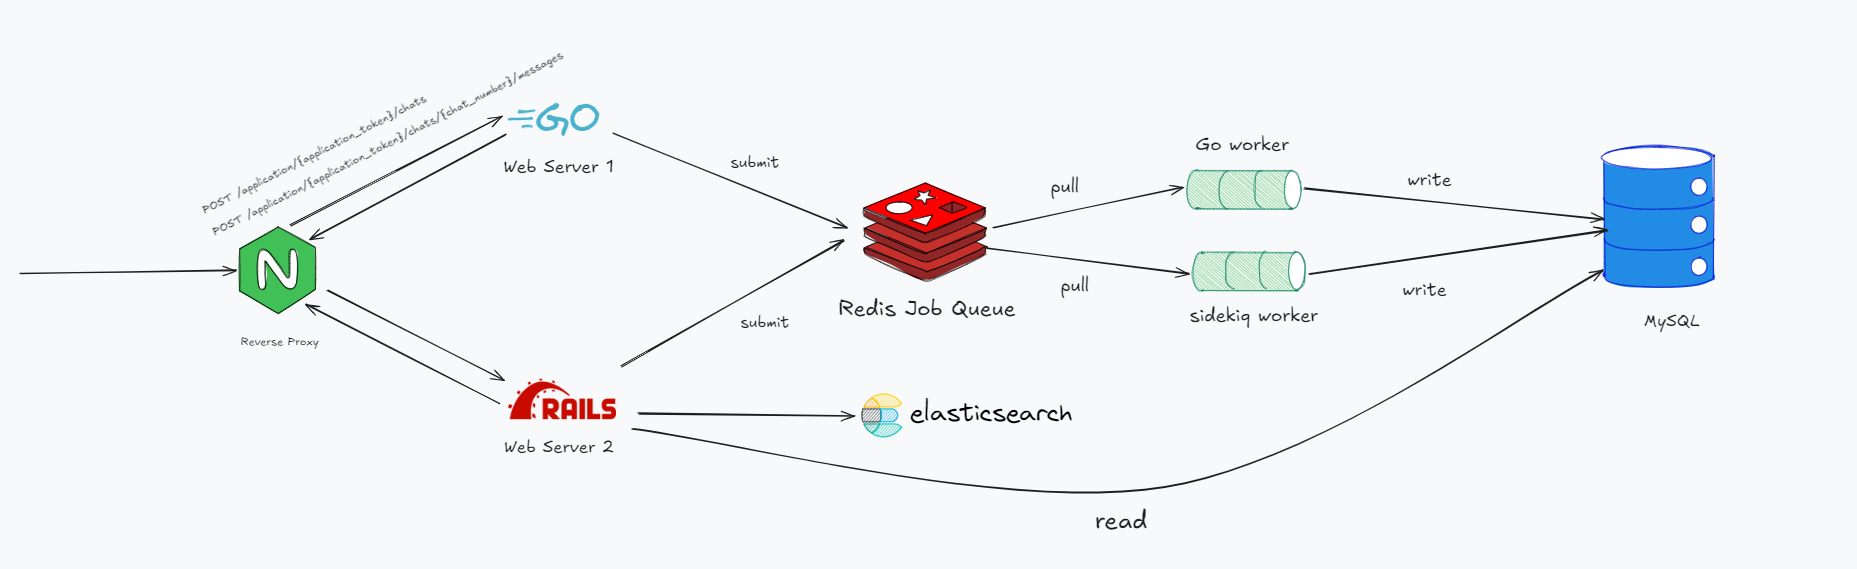 POST /application/{application_token}/chats
POST /application/{application_token}/chats/{chat_number}/messages
GO
Web Server 1
submit
Go worker
pull
write
N
Reverse Proxy
Redis Job Queue
pull
sidekiq worker
write
MySQL
submit
RAILS
Web Server 2
elasticsearch
read